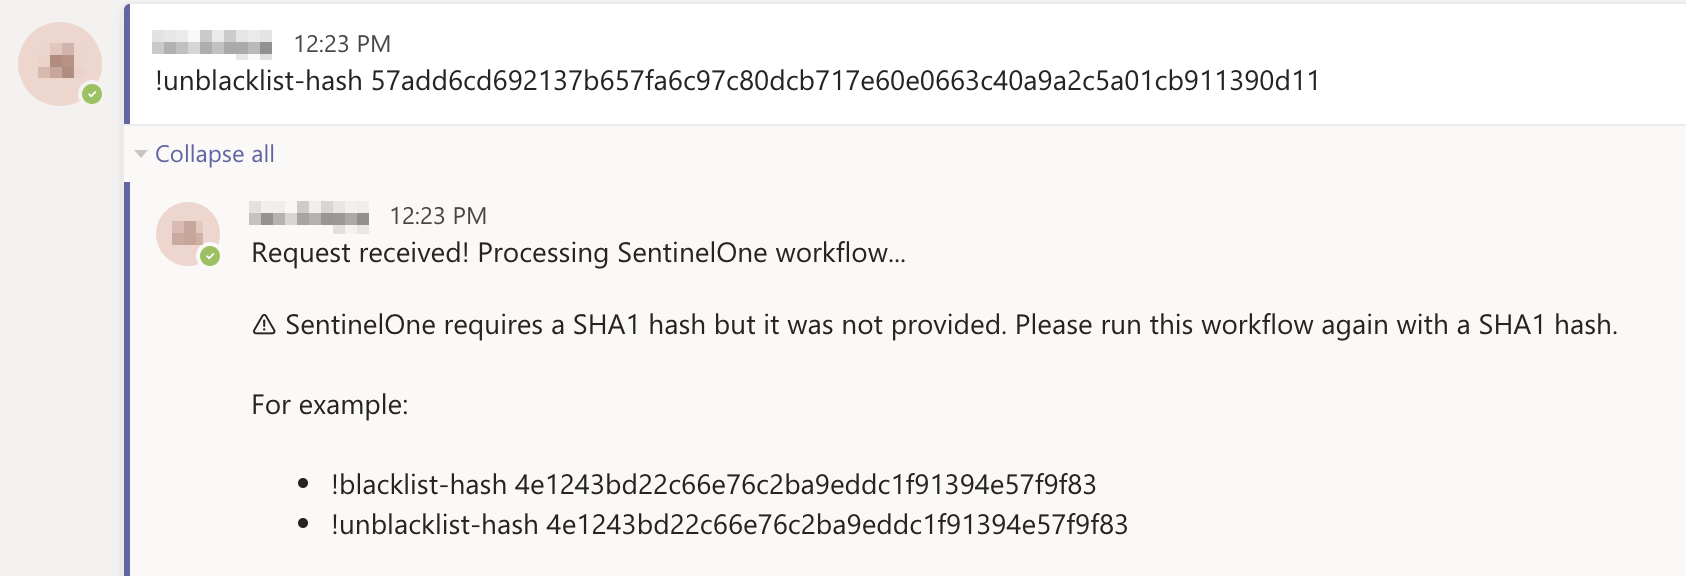 12:23 PM
!unblacklist-hash 57add6cd692137b657fa6c97c80dcb717e60e0663c40a9a2c5a01cb911390d11
Collapse all
12:23 PM
Request received! Processing SentinelOne workflow...
⚠ SentinelOne requires a SHA1 hash but it was not provided. Please run this workflow again with a SHA1 hash.
For example:
• !blacklist-hash 4e1243bd22c66e76c2ba9eddc1f91394e57f9f83
• !unblacklist-hash 4e1243bd22c66e76c2ba9eddc1f91394e57f9f83